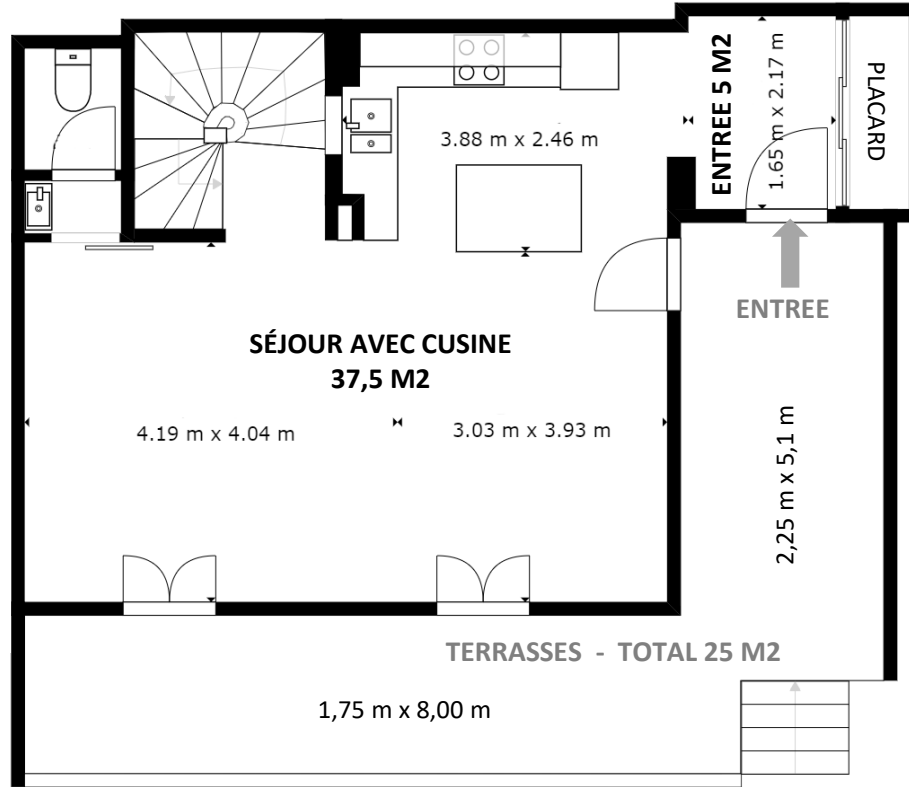 ENTREE 5 M2
1.65 m x 2.17 m
PLACARD
3.88 m x 2.46 m
ENTREE
SÉJOUR AVEC CUSINE
37,5 M2
4.19 m x 4.04 m
3.03 m x 3.93 m
2,25 m x 5,1 m
TERRASSES - TOTAL 25 M2
1,75 m x 8,00 m